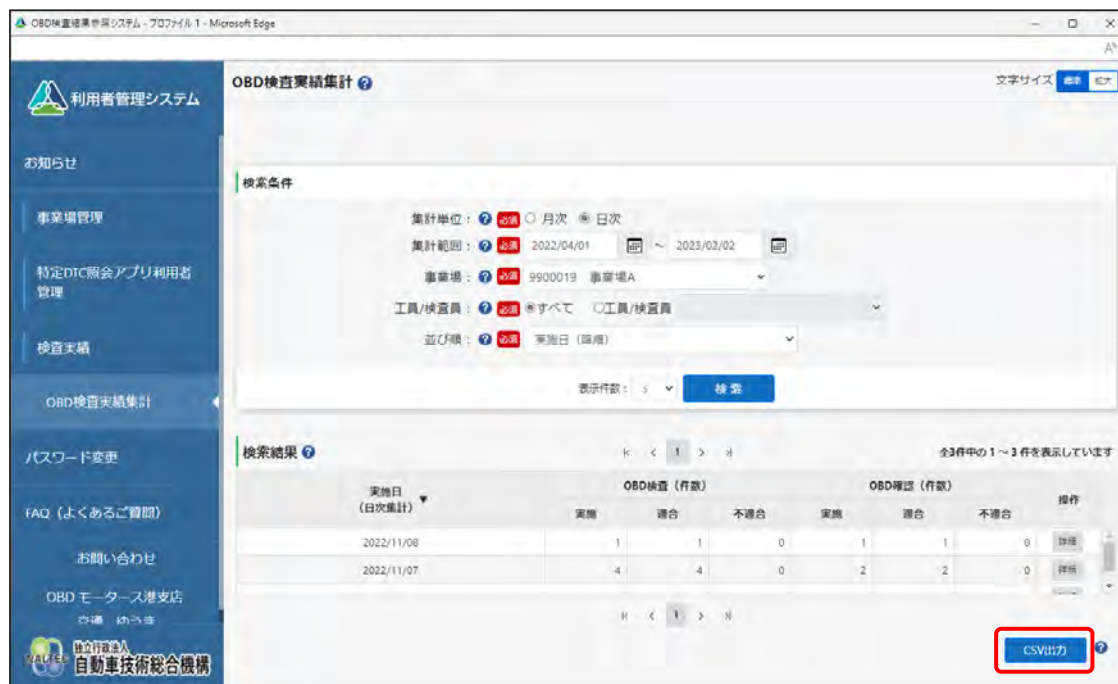 OBD検査結果参照システム - プロファイル 1 - Microsoft Edge
利用者管理システム
お知らせ
事業場管理
特定DTC照会アプリ利用者
管理
検査実績
OBD検査実績集計
パスワード変更
FAQ（よくあるご質問）
お問い合わせ
OBD モータース港支店
交通 ゆうき
独立行政法人
自動車技術総合機構
NALTEC
OBD検査実績集計
文字サイズ 標準 拡大
検索条件
集計単位： 必須 月次 日次
集計範囲： 必須 2022/04/01 ～ 2023/02/02
事業場： 必須 9900019 事業場A
工員/検査員： 必須 すべて 工員/検査員
並び順： 必須 実施日（降順）
表示件数： 5 検索
検索結果 1 全3件中の 1 ～ 3 件を表示しています
実施日
（日次集計） OBD検査（件数） OBD確認（件数） 操作
実施 適合 不適合 実施 適合 不適合
2022/11/08 1 1 0 1 1 0 詳細
2022/11/07 4 4 0 2 2 0 詳細
1
CSV出力